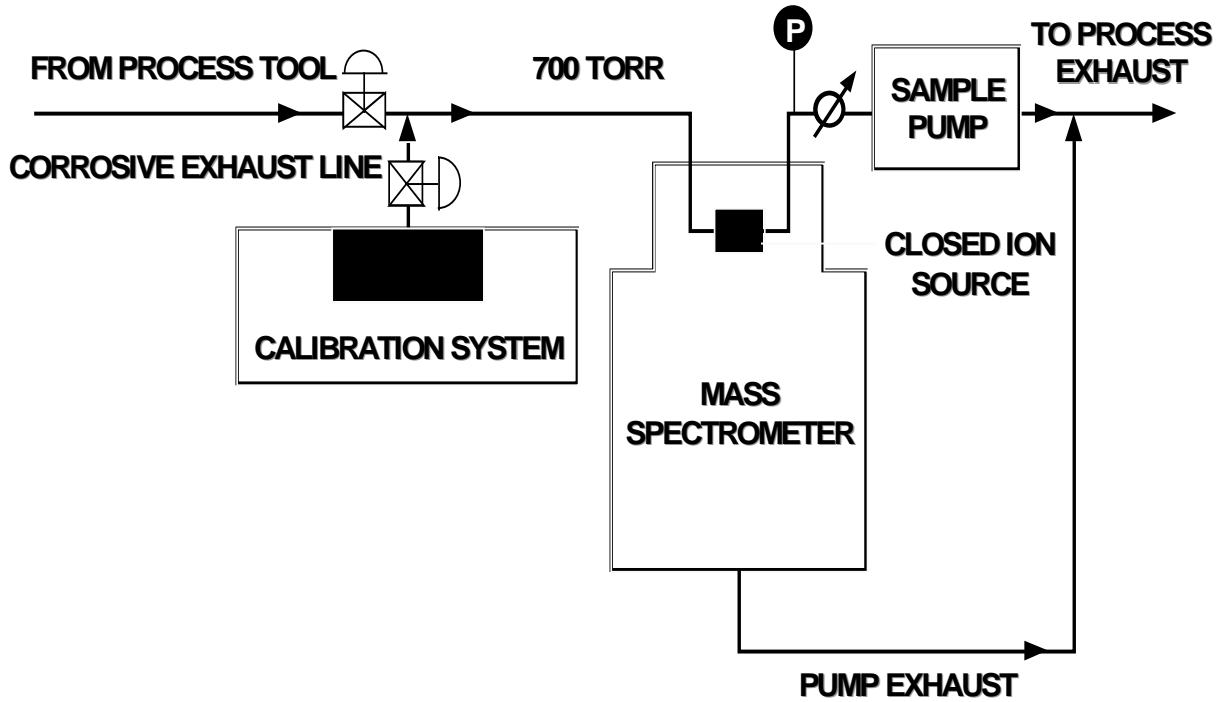 P
TO PROCESS
EXHAUST
FROM PROCESS TOOL
700 TORR
SAMPLE
PUMP
CORROSIVE EXHAUST LINE
CLOSED ION
SOURCE
CALIBRATION SYSTEM
MASS
SPECTROMETER
PUMP EXHAUST